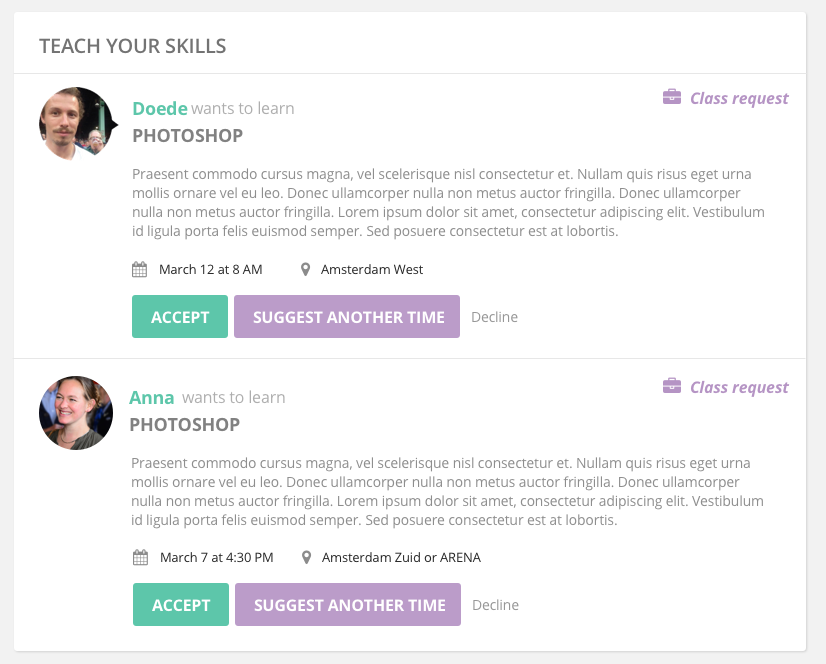 TEACH YOUR SKILLS
Doede wants to learn
Class request
PHOTOSHOP
Praesent commodo cursus magna, vel scelerisque nisl consectetur et. Nullam quis risus eget urna
mollis ornare vel eu leo. Donec ullamcorper nulla non metus auctor fringilla. Donec ullamcorper
nulla non metus auctor fringilla. Lorem ipsum dolor sit amet, consectetur adipiscing elit. Vestibulum
id ligula porta felis euismod semper. Sed posuere consectetur est at lobortis.
March 12 at 8 AM Amsterdam West
ACCEPT SUGGEST ANOTHER TIME Decline
Anna wants to learn
Class request
PHOTOSHOP
Praesent commodo cursus magna, vel scelerisque nisl consectetur et. Nullam quis risus eget urna
mollis ornare vel eu leo. Donec ullamcorper nulla non metus auctor fringilla. Donec ullamcorper
nulla non metus auctor fringilla. Lorem ipsum dolor sit amet, consectetur adipiscing elit. Vestibulum
id ligula porta felis euismod semper. Sed posuere consectetur est at lobortis.
March 7 at 4:30 PM Amsterdam Zuid or ARENA
ACCEPT SUGGEST ANOTHER TIME Decline